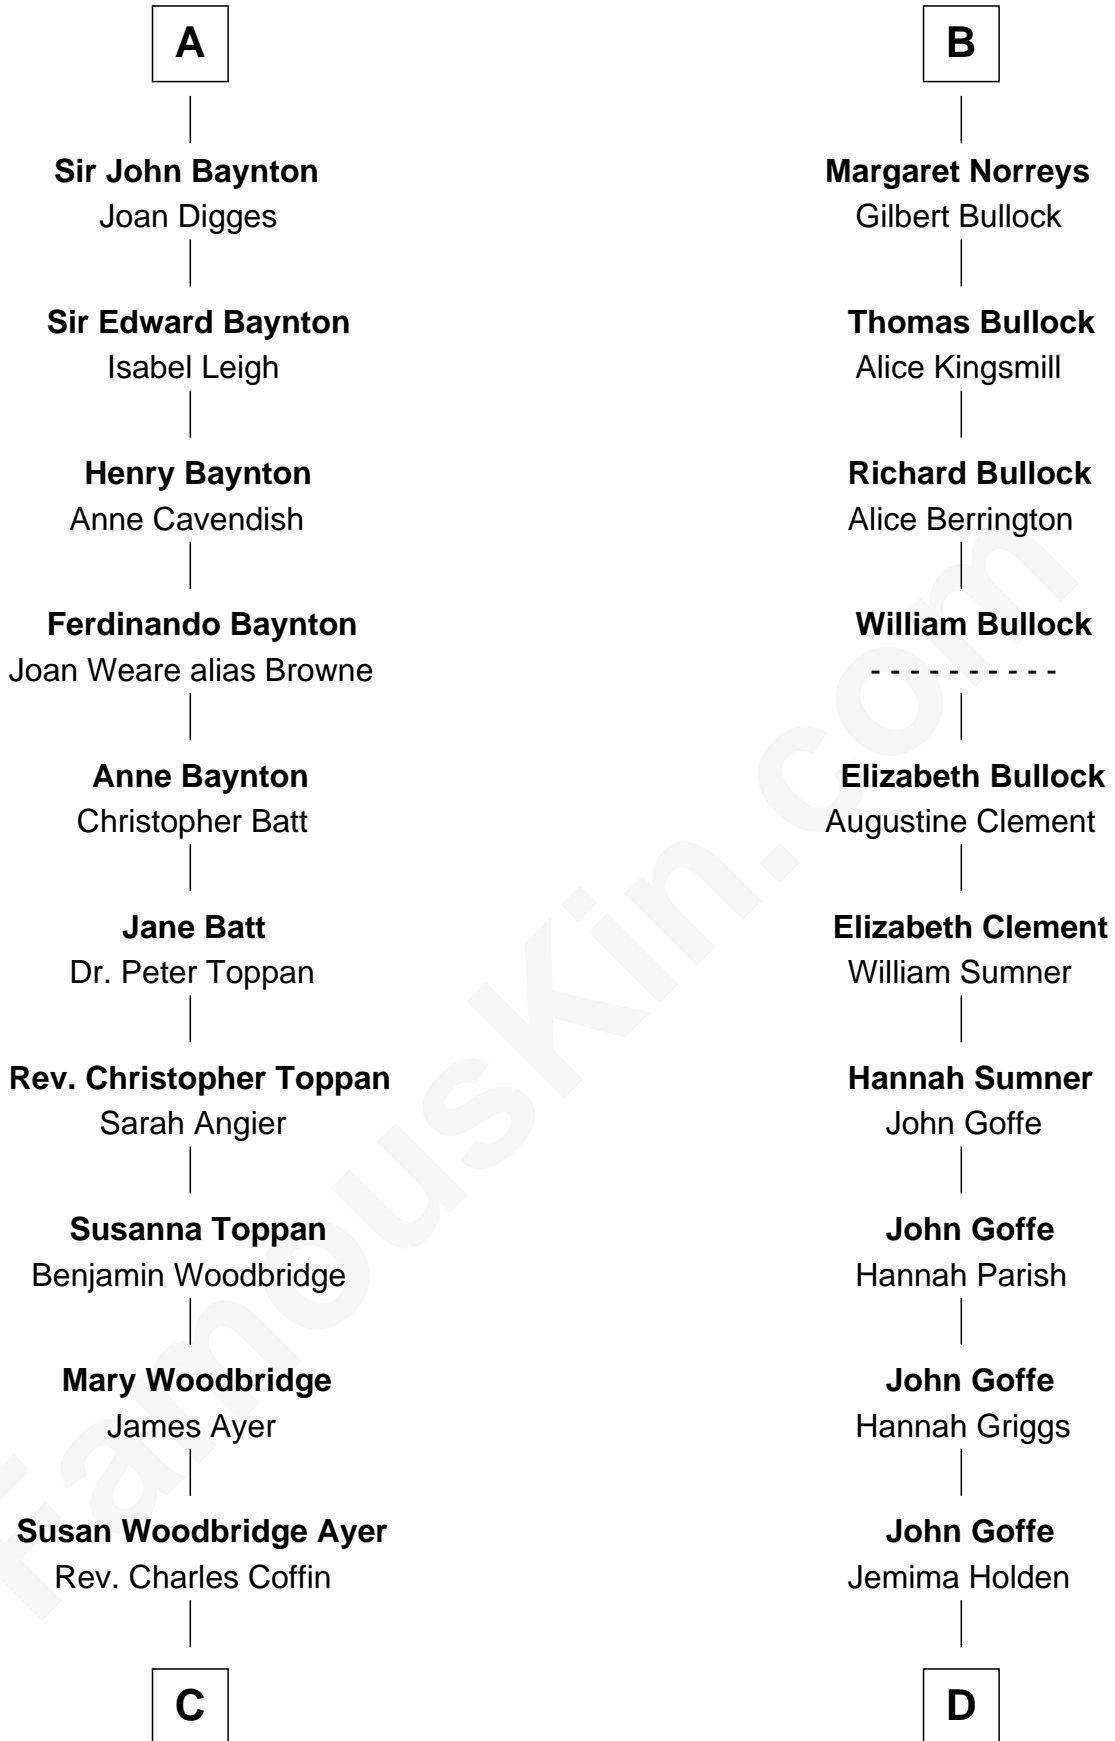 A
Sir John Baynton
Joan Digges
Sir Edward Baynton
Isabel Leigh
Henry Baynton
Anne Cavendish
Ferdinando Baynton
Joan Weare alias Browne
Anne Baynton
Christopher Batt
Jane Batt
Dr. Peter Toppan
Rev. Christopher Toppan
Sarah Angier
Susanna Toppan
Benjamin Woodbridge
Mary Woodbridge
James Ayer
Susan Woodbridge Ayer
Rev. Charles Coffin
C
B
Margaret Norreys
Gilbert Bullock
Thomas Bullock
Alice Kingsmill
Richard Bullock
Alice Berrington
William Bullock
- - - - - - - - - -
Elizabeth Bullock
Augustine Clement
Elizabeth Clement
William Sumner
Hannah Sumner
John Goffe
John Goffe
Hannah Parish
John Goffe
Hannah Griggs
John Goffe
Jemima Holden
D
FamousKin.com